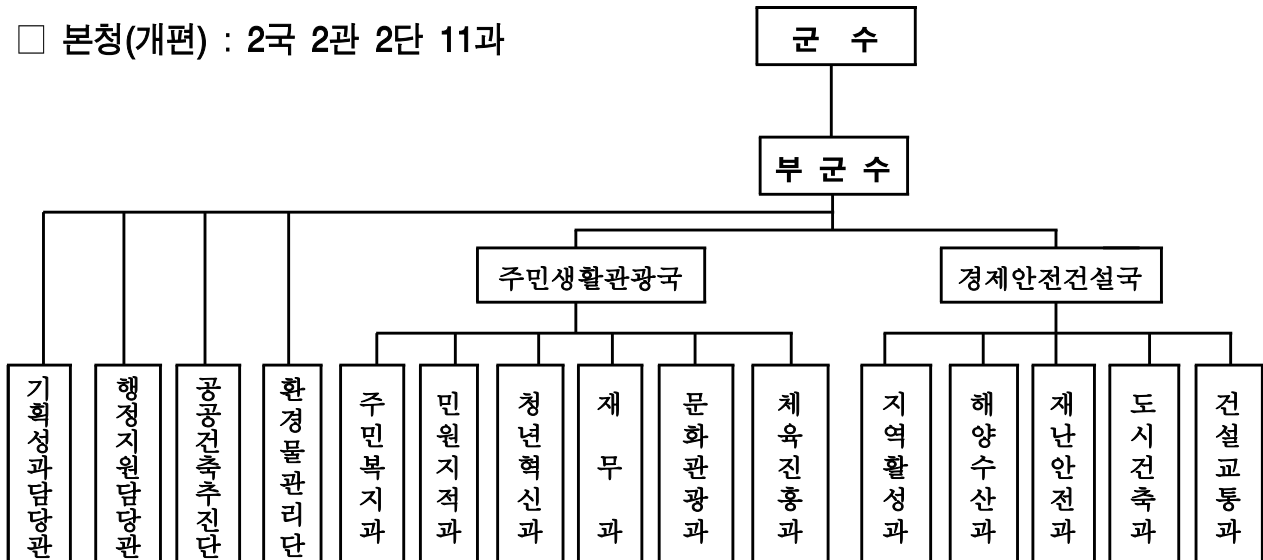 □ 본청(개편) : 2국 2관 2단 11과
군 수
부 군 수
주민생활관광국
경제안전건설국
기획성과담당관
행정지원담당관
공공건축추진단
환경물관리단
주민복지과
민원지적과
청년혁신과
재무과
문화관광과
체육진흥과
지역활성과
해양수산과
재난안전과
도시건축과
건설교통과